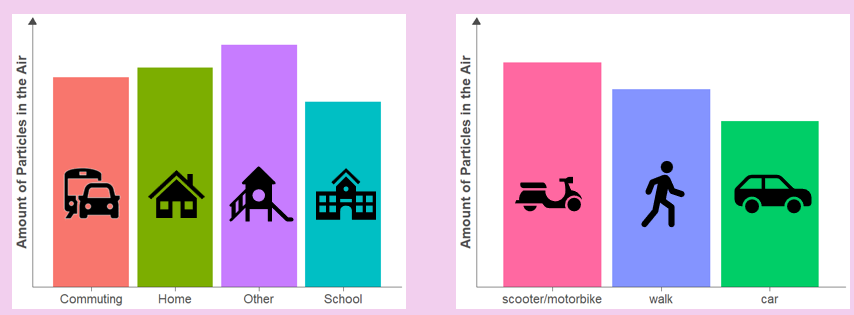 Amount of Particles in the Air
Commuting
Home
Other
School
Amount of Particles in the Air
scooter/motorbike
walk
car